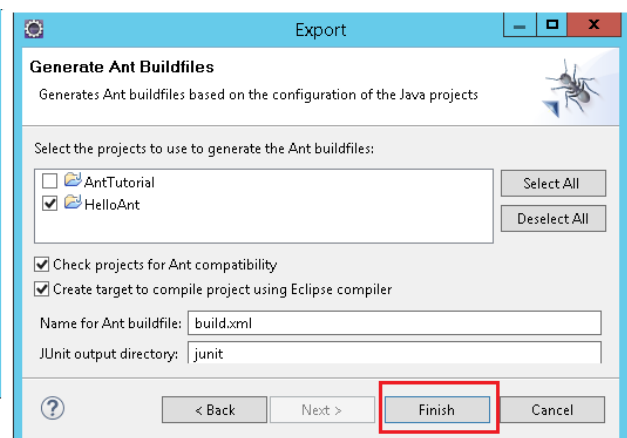 Export
Generate Ant Buildfiles
Generates Ant buildfiles based on the configuration of the Java projects
Select the projects to use to generate the Ant buildfiles:
AntTutorial
HelloAnt
Select All
Deselect All
Check projects for Ant compatibility
Create target to compile project using Eclipse compiler
Name for Ant buildfile: build.xml
JUnit output directory: junit
? < Back Next > Finish Cancel